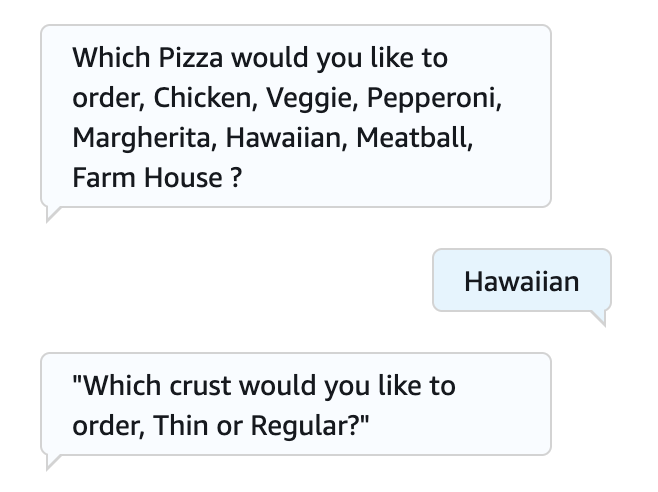 Which Pizza would you like to
order, Chicken, Veggie, Pepperoni,
Margherita, Hawaiian, Meatball,
Farm House ?
Hawaiian
"Which crust would you like to
order, Thin or Regular?"